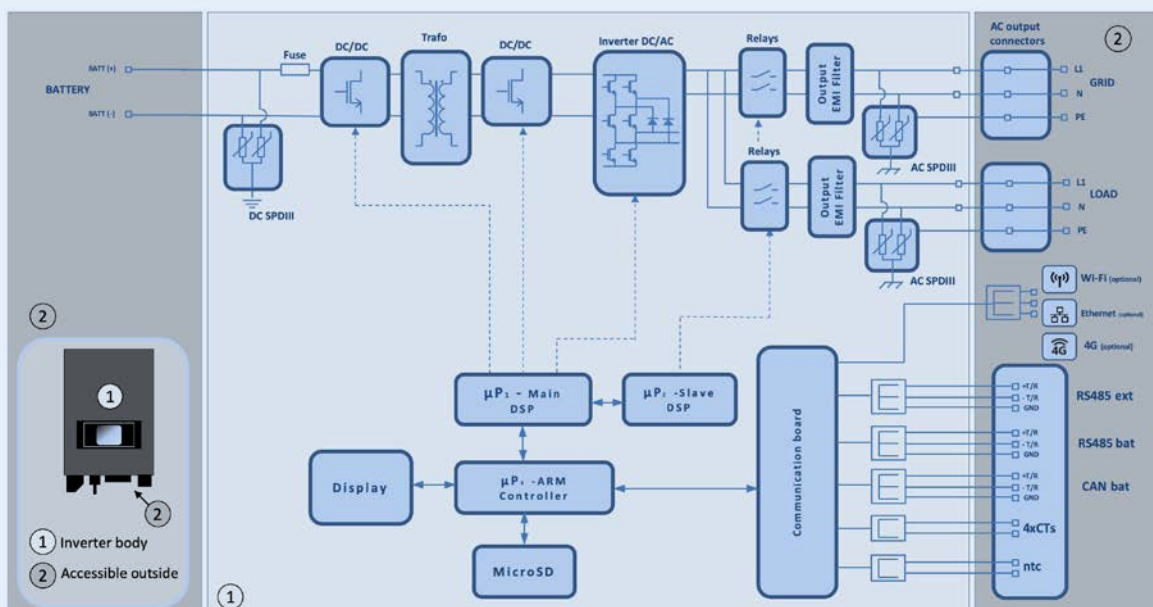 AC output
connectors
2
DC/DC
Trafo
DC/DC
Inverter DC/AC
Relays
Fuse
BATT (+)
BATTERY
BATT (-)
Output
EMI Filter
L1
GRID
N
PE
DC SPDIII
AC SPDIII
Relays
Output
EMI Filter
L1
LOAD
N
PE
AC SPDIII
Wi-Fi (optional)
Ethernet (optional)
4G
4G (optional)
2
1
2
1 Inverter body
2 Accessible outside
µP₁ - Main
DSP
-Slave
DSP
-ARM
Controller
Display
MicroSD
Communication board
+T/R
- T/R
GND
RS485 ext
+T/R
- T/R
GND
RS485 bat
+T/R
- T/R
GND
CAN bat
4xCTs
ntc
1